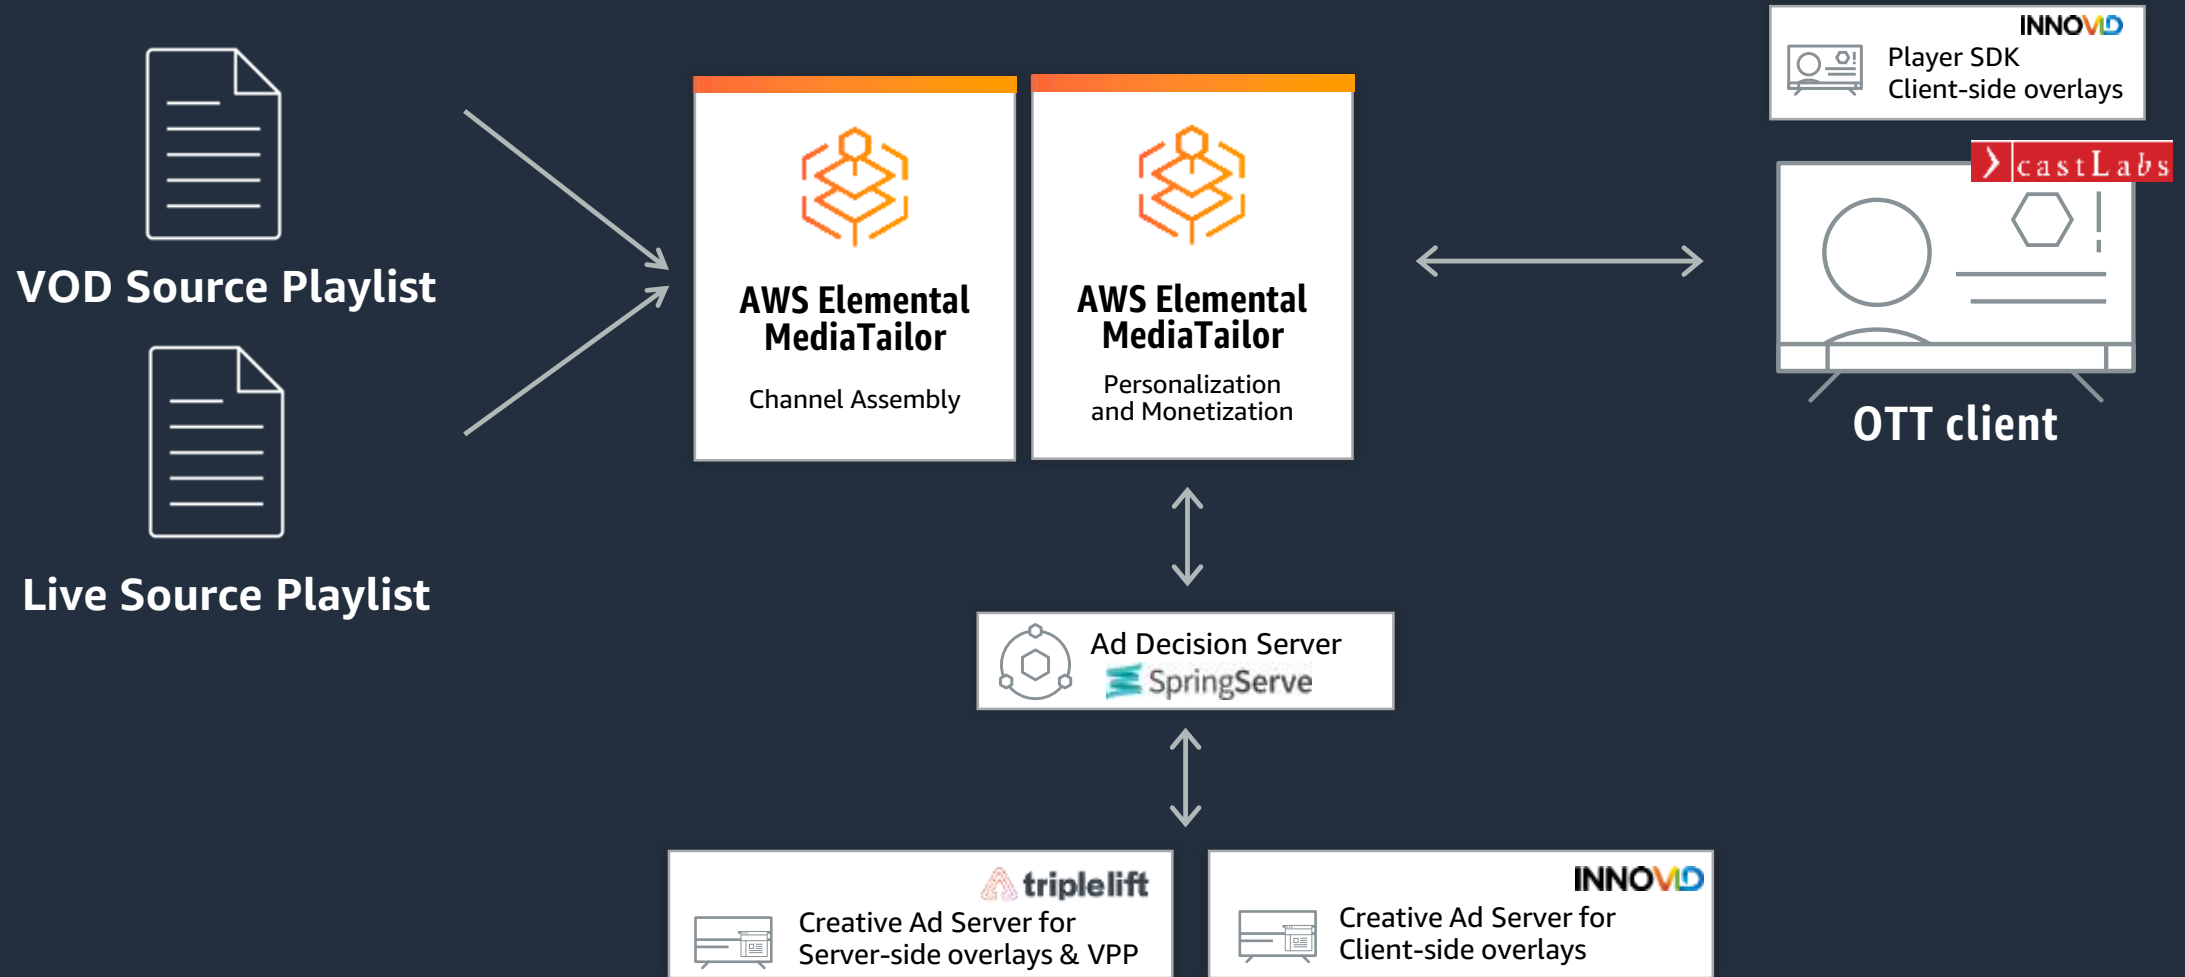 VOD Source Playlist
Live Source Playlist
AWS Elemental
MediaTailor
Channel Assembly
AWS Elemental
MediaTailor
Personalization
and Monetization
INNOVID
Player SDK
Client-side overlays
castLabs
OTT client
Ad Decision Server
SpringServe
triplelift
Creative Ad Server for
Server-side overlays & VPP
INNOVID
Creative Ad Server for
Client-side overlays